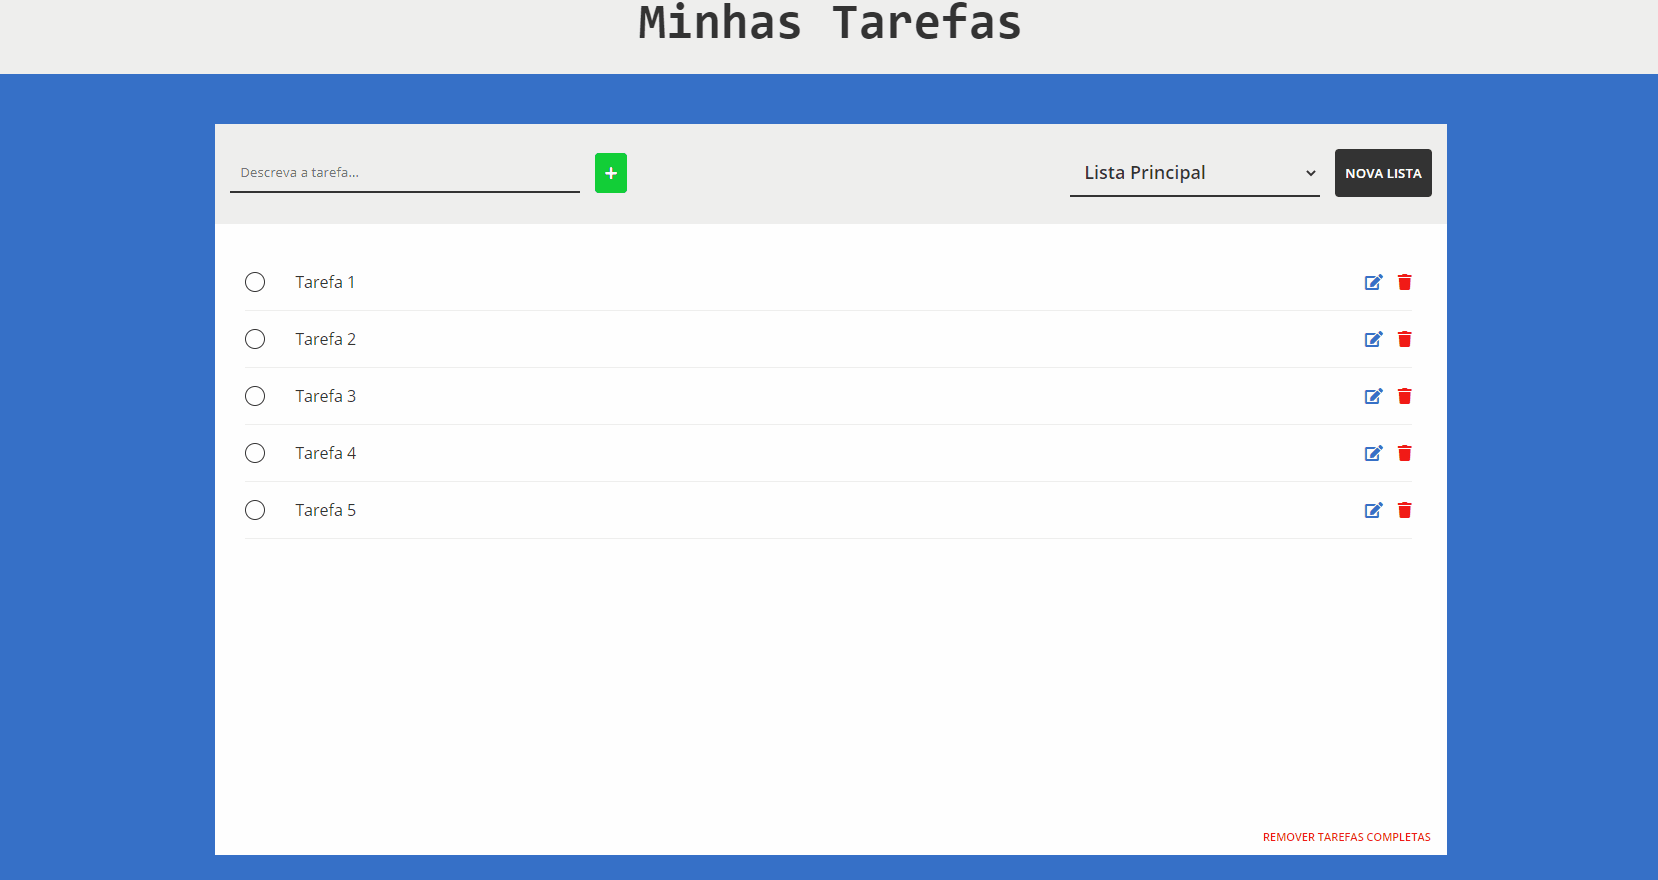 Minhas Tarefas
Descreva a tarefa...
+
Lista Principal
NOVA LISTA
Tarefa 1
Tarefa 2
Tarefa 3
Tarefa 4
Tarefa 5
REMOVER TAREFAS COMPLETAS